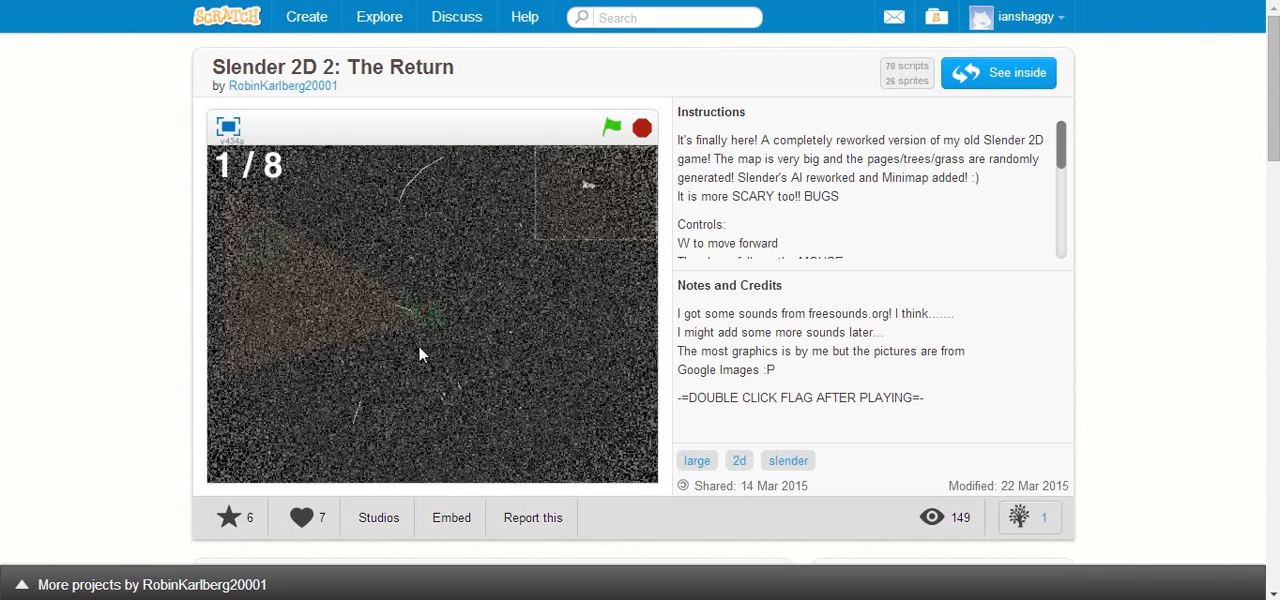 SCRATCH Create Explore Discuss Help Search ianshaggy
Slender 2D 2: The Return
by RobinKarlberg20001
70 scripts
26 sprites
See inside
v434a
1 / 8
Instructions
It's finally here! A completely reworked version of my old Slender 2D
game! The map is very big and the pages/trees/grass are randomly
generated! Slender's AI reworked and Minimap added! :)
It is more SCARY too!! BUGS
Controls:
W to move forward
Notes and Credits
I got some sounds from freesounds.org! I think.......
I might add some more sounds later...
The most graphics is by me but the pictures are from
Google Images :P
-=DOUBLE CLICK FLAG AFTER PLAYING=-
large 2d slender
Shared: 14 Mar 2015 Modified: 22 Mar 2015
6 7 Studios Embed Report this 149 1
More projects by RobinKarlberg20001